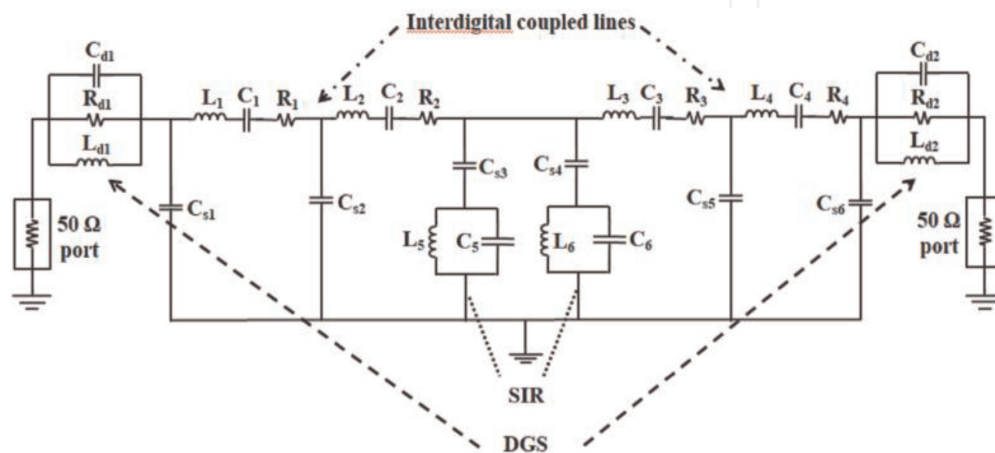 Interdigital coupled lines
Cd1
Rd1
Ld1
L1 C1 R1
L2 C2 R2
L3 C3 R3
L4 C4 R4
Cd2
Rd2
Ld2
50 Ω
port
Cs1
Cs2
Cs3
L5 C5
Cs4
L6 C6
Cs5
Cs6
50 Ω
port
SIR
DGS